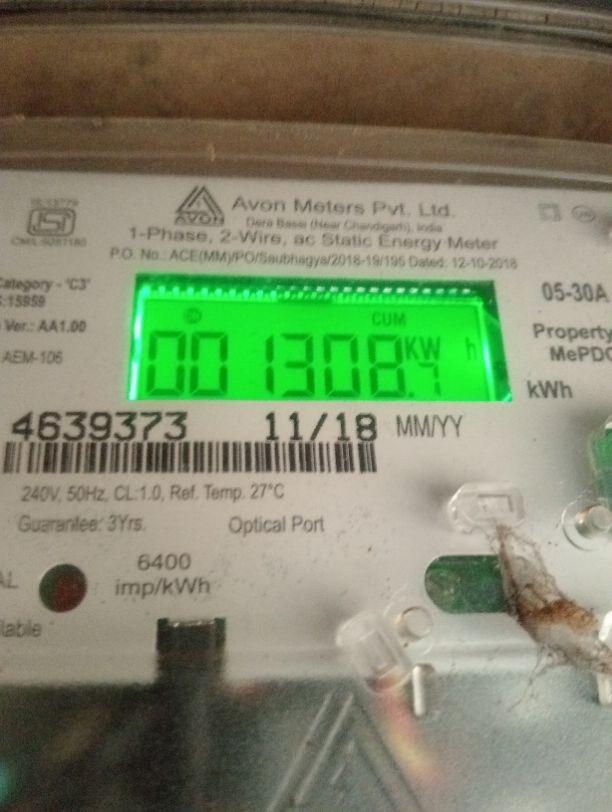 Avon Meters Pvt. Ltd.
AVON
Dera Bassi (Near Chandigarh), India
1-Phase, 2-Wire, ac Static Energy Meter
P.O. No.: ACE(MM)/PO/Saubhagya/2018-19/195 Dated: 12-10-2018
Category - 'C3'
S:15959
Ver.: AA1.00
AEM-106
05-30A
Property
MePDC
CUM
001308.7 KW h
kWh
4639373 11/18 MM/YY
240V, 50Hz, CL:1.0, Ref. Temp. 27°C
Guarantee: 3Yrs. Optical Port
6400
imp/kWh